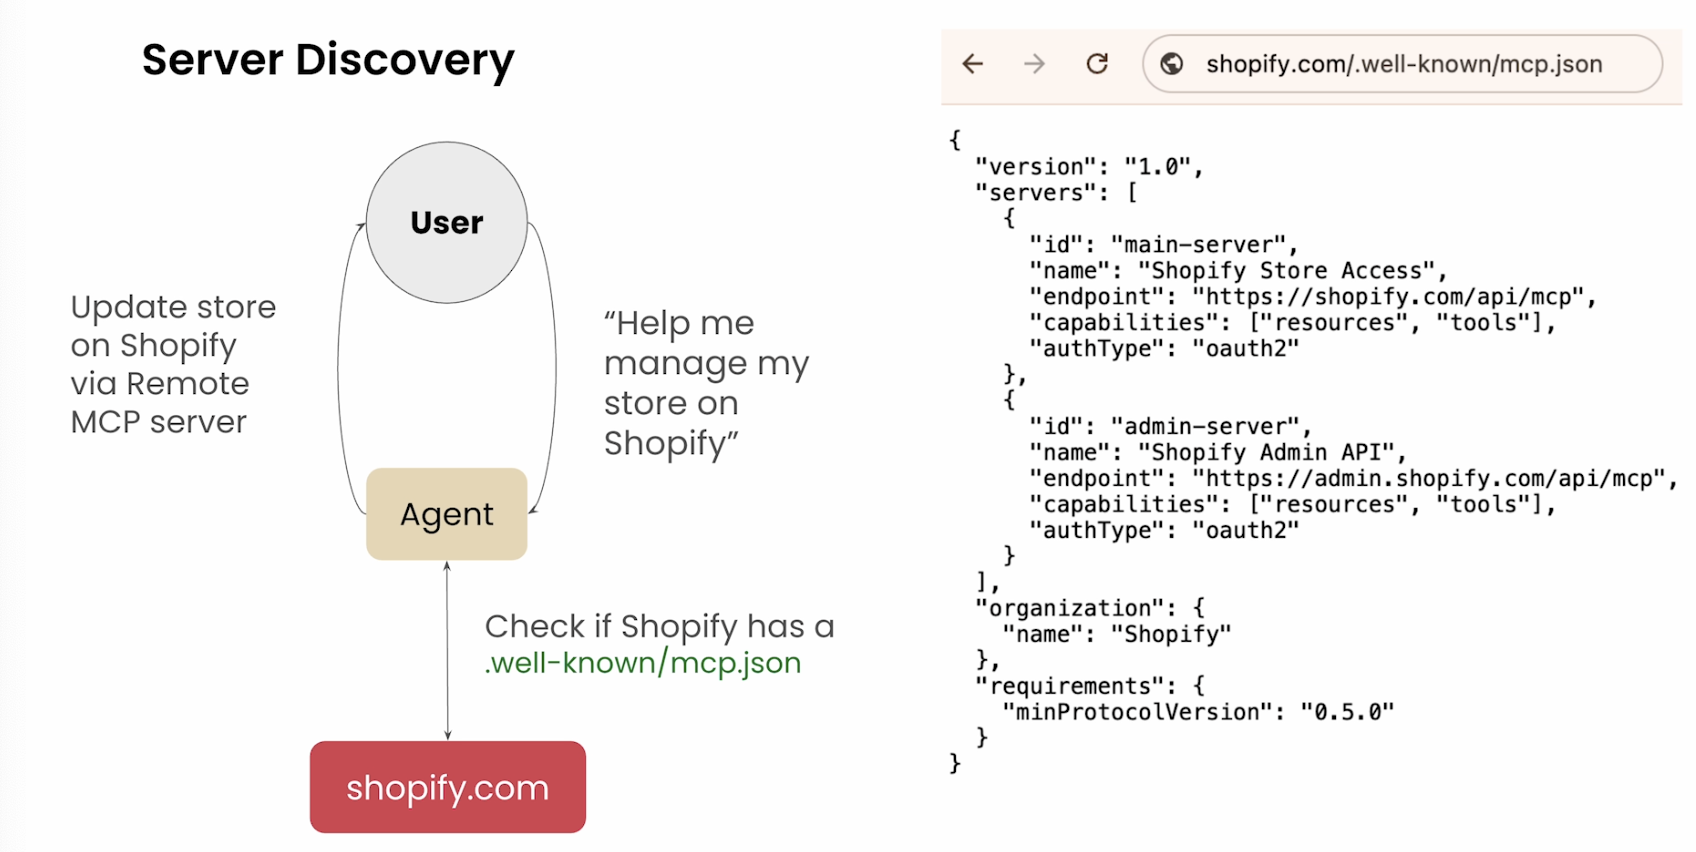 Server Discovery
User
Update store
on Shopify
via Remote
MCP server
“Help me
manage my
store on
Shopify”
Agent
Check if Shopify has a
.well-known/mcp.json
shopify.com
shopify.com/.well-known/mcp.json
{
  "version": "1.0",
  "servers": [
    {
      "id": "main-server",
      "name": "Shopify Store Access",
      "endpoint": "https://shopify.com/api/mcp",
      "capabilities": ["resources", "tools"],
      "authType": "oauth2"
    },
    {
      "id": "admin-server",
      "name": "Shopify Admin API",
      "endpoint": "https://admin.shopify.com/api/mcp",
      "capabilities": ["resources", "tools"],
      "authType": "oauth2"
    }
  ],
  "organization": {
    "name": "Shopify"
  },
  "requirements": {
    "minProtocolVersion": "0.5.0"
  }
}